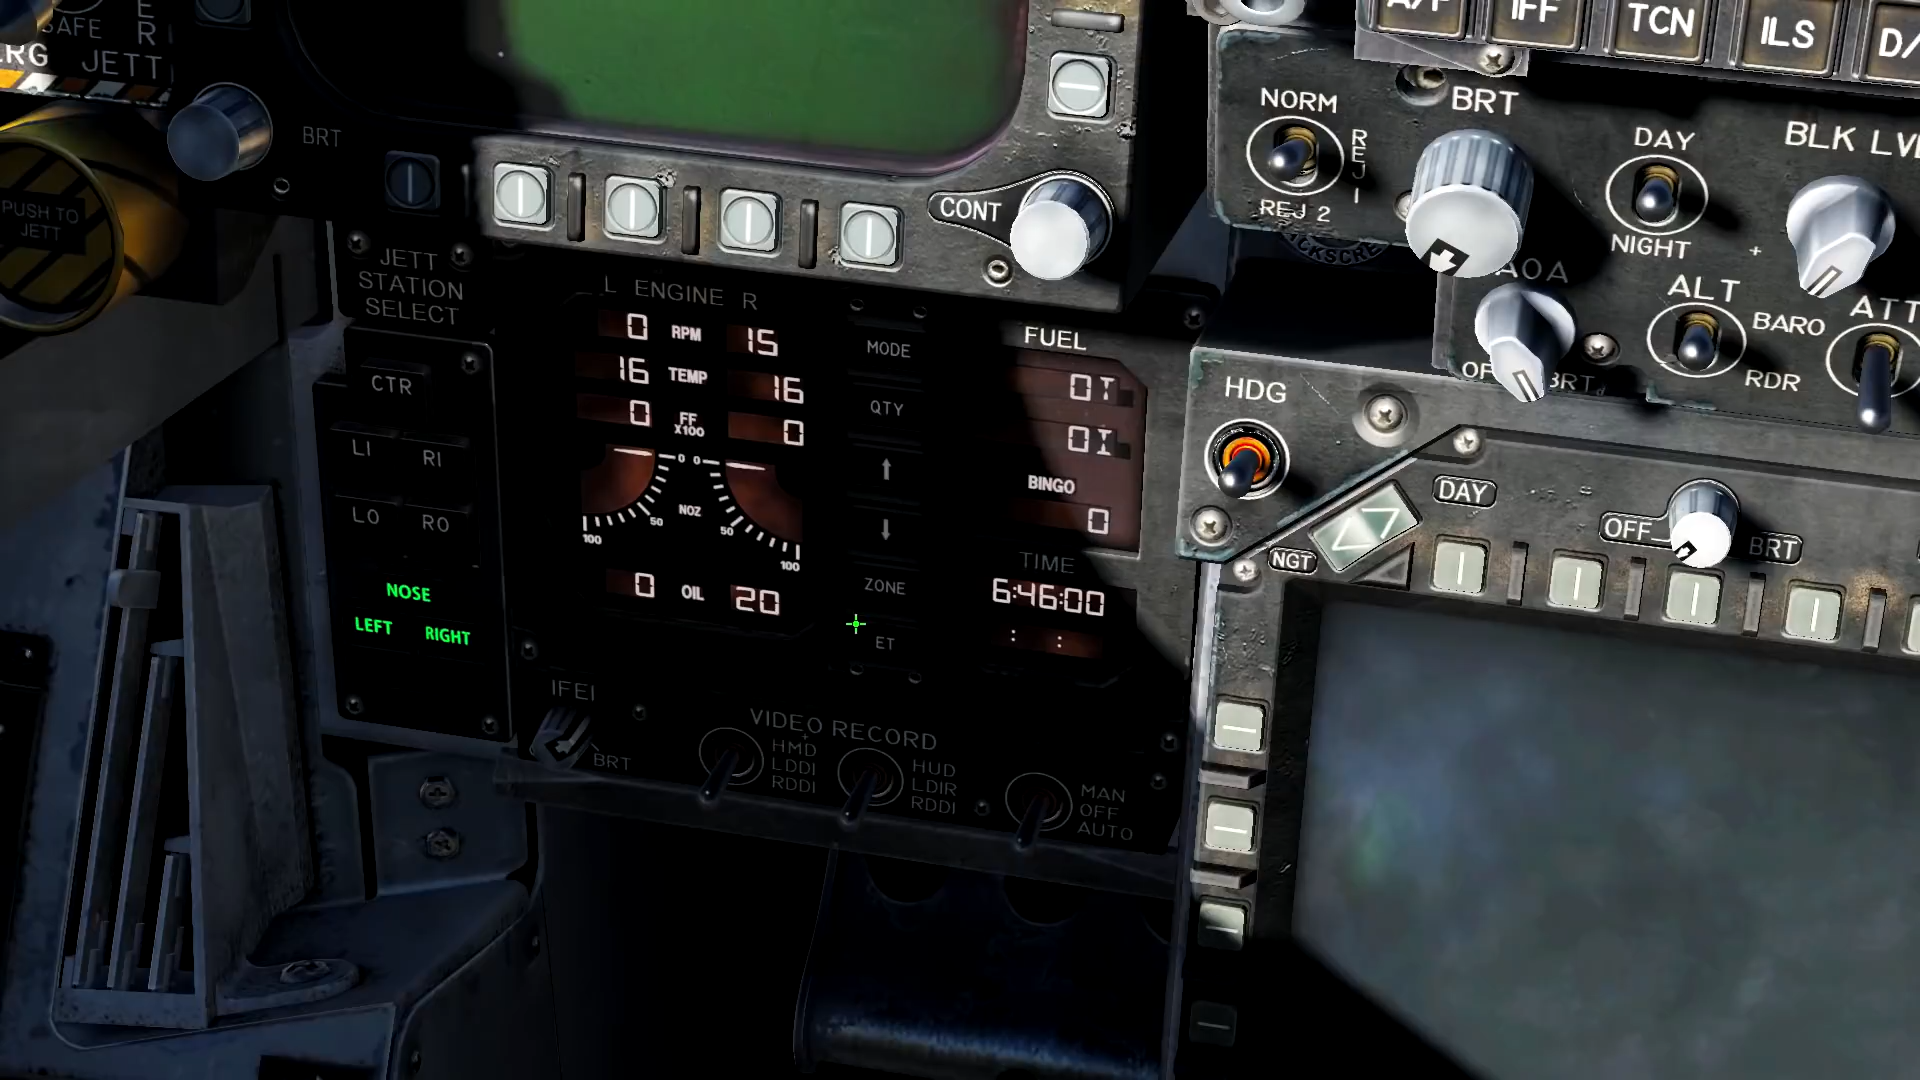 SAFE
ER
JETT
BRT
PUSH TO
JETT
A/P
IFF
TCN
ILS
D/
NORM
REJ 1
REJ 2
BRT
DAY
NIGHT
BLK LVL
CONT
AOA
OFF
BRT
ALT
BARO
RDR
ATT
JETT
STATION
SELECT
CTR
LI
RI
LO
RO
NOSE
LEFT
RIGHT
L ENGINE R
0 RPM 15
16 TEMP 16
0 FF X100 0
0 0
50 NOZ 50
100
100
0 OIL 20
MODE
QTY
↑
↓
ZONE
ET
FUEL
0T
0I
BINGO
0
TIME
6:46:00
: :
HDG
DAY
NGT
OFF
BRT
IFEI
BRT
VIDEO RECORD
HMD
LDDI
RDDI
HUD
LDIR
RDDI
MAN
OFF
AUTO